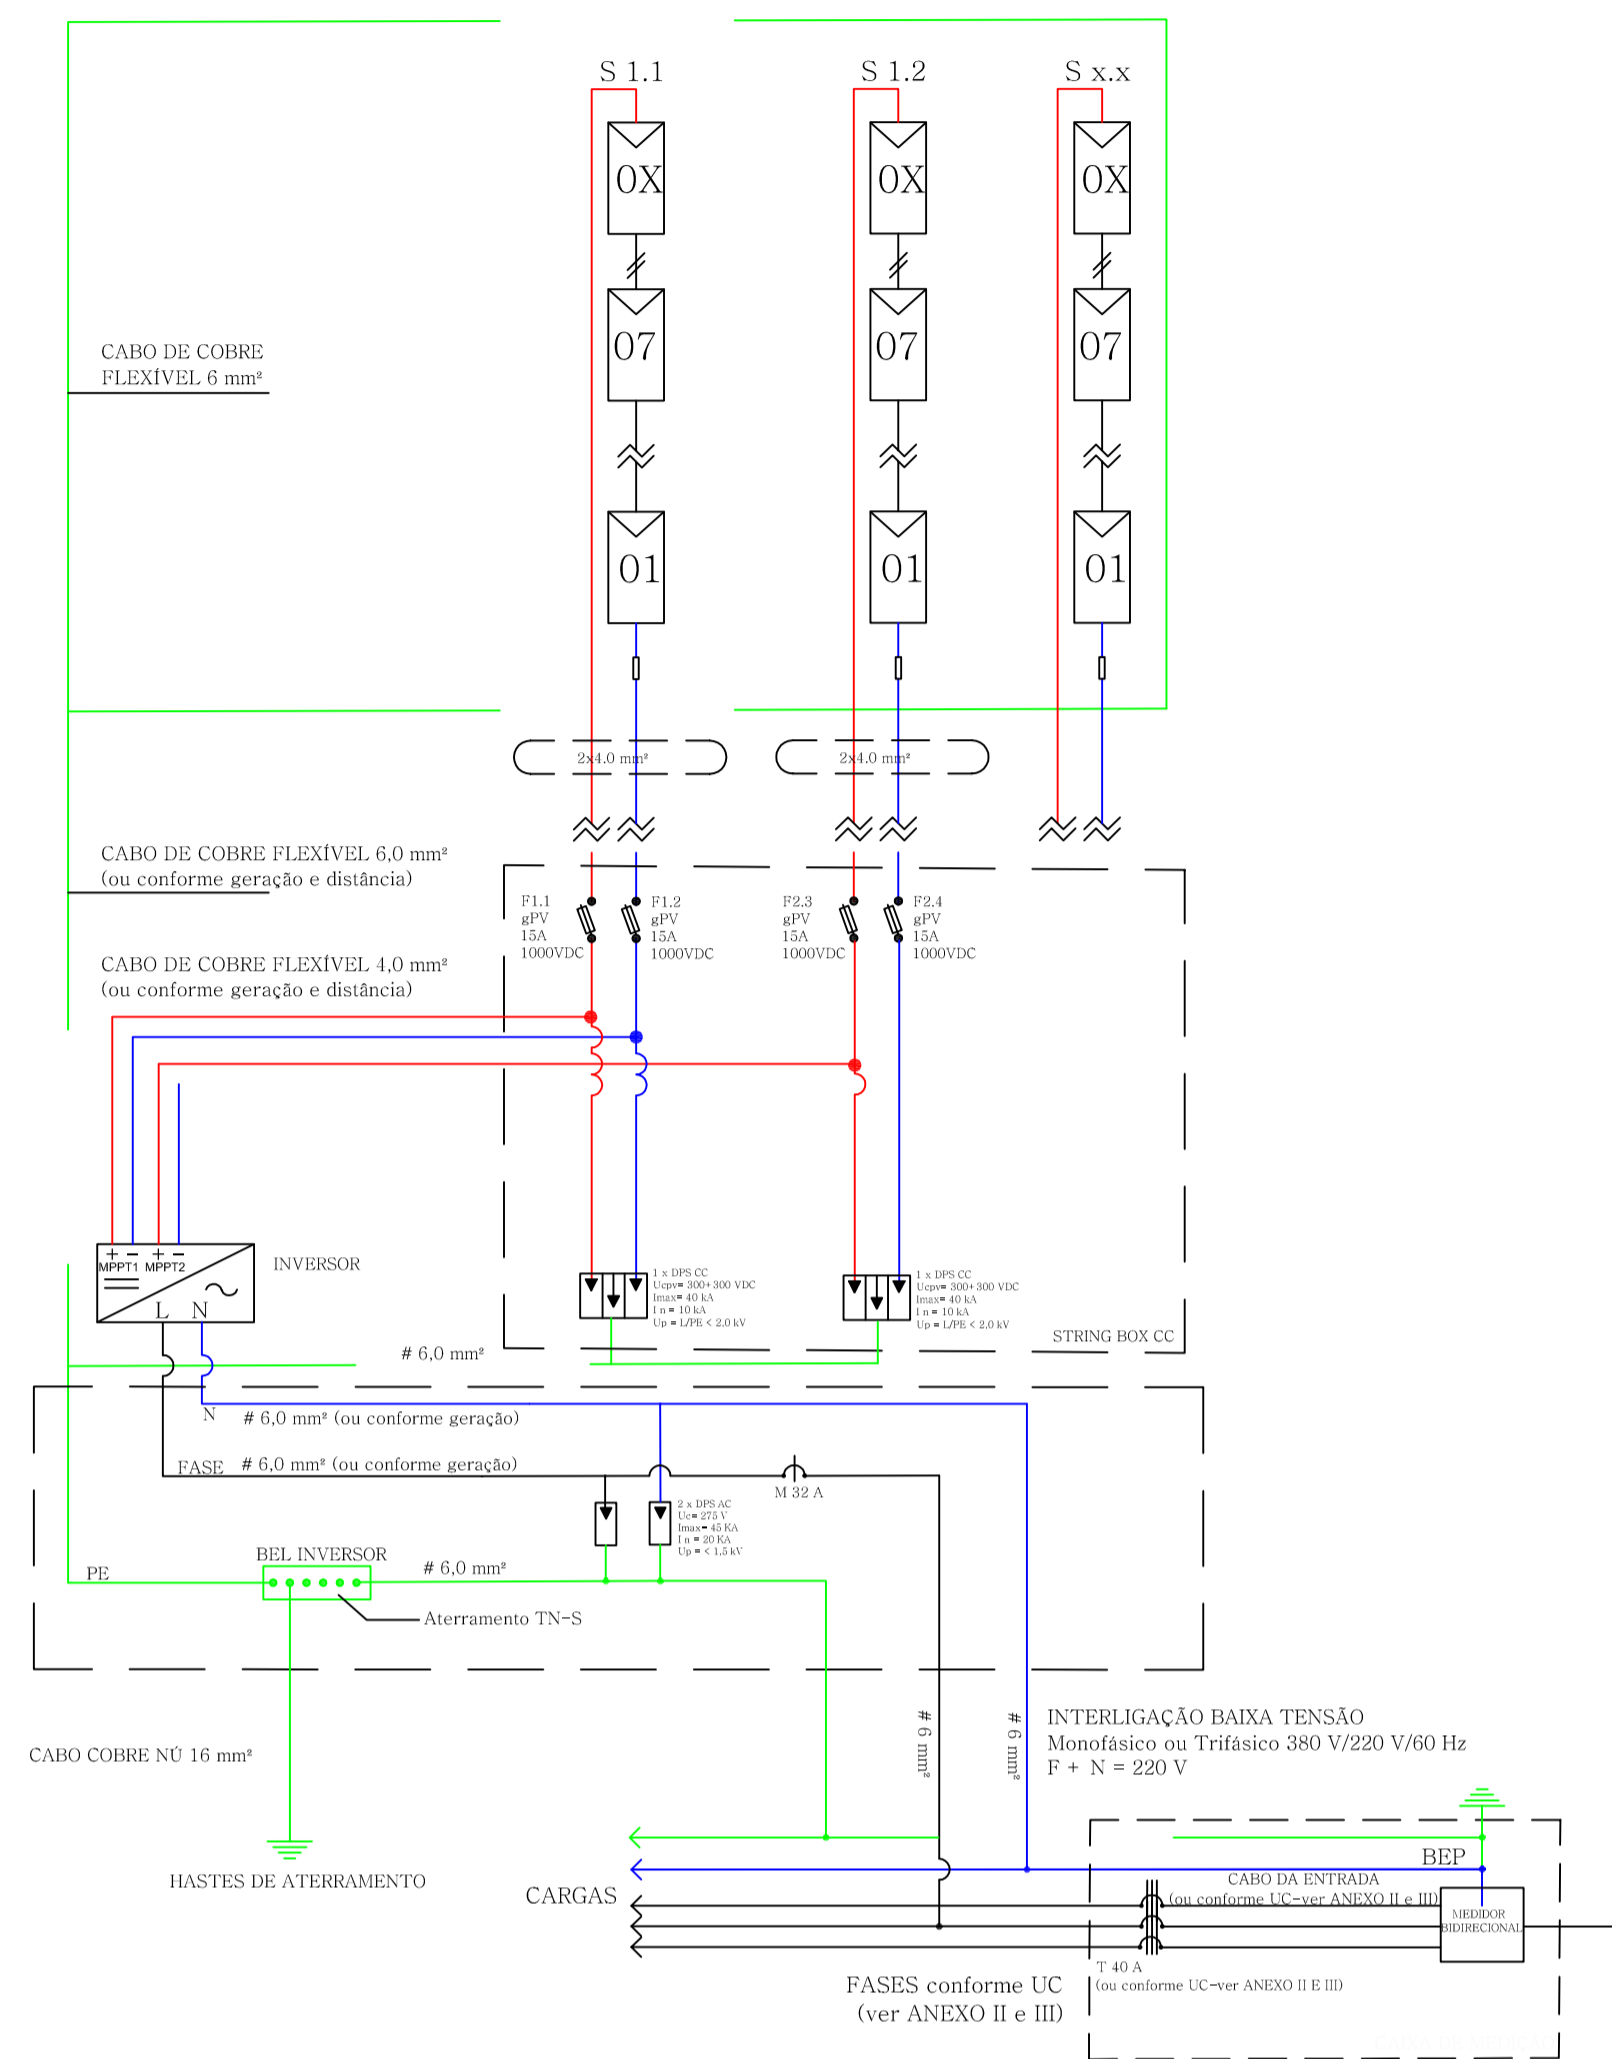 S 1.1
S 1.2
S x.x
0X
0X
0X
07
07
07
CABO DE COBRE
FLEXÍVEL 6 mm²
01
01
01
2x4.0 mm²
2x4.0 mm²
CABO DE COBRE FLEXÍVEL 6,0 mm²
(ou conforme geração e distância)
F1.1
gPV
15A
1000VDC
F1.2
gPV
15A
1000VDC
F2.3
gPV
15A
1000VDC
F2.4
gPV
15A
1000VDC
CABO DE COBRE FLEXÍVEL 4,0 mm²
(ou conforme geração e distância)
+ − + −
MPPT1 MPPT2
L N
INVERSOR
1 x DPS CC
Ucpv= 300+300 VDC
Imax= 40 kA
I n = 10 kA
Up = L/PE < 2,0 kV
1 x DPS CC
Ucpv= 300+300 VDC
Imax= 40 kA
I n = 10 kA
Up = L/PE < 2,0 kV
STRING BOX CC
# 6,0 mm²
N # 6,0 mm² (ou conforme geração)
FASE # 6,0 mm² (ou conforme geração)
M 32 A
2 x DPS AC
Uc= 275 V
Imax= 45 KA
I n = 20 KA
Up = < 1,5 kV
BEL INVERSOR
PE
# 6,0 mm²
Aterramento TN-S
# 6 mm²
# 6 mm²
INTERLIGAÇÃO BAIXA TENSÃO
Monofásico ou Trifásico 380 V/220 V/60 Hz
F + N = 220 V
CABO COBRE NÚ 16 mm²
HASTES DE ATERRAMENTO
CARGAS
BEP
CABO DA ENTRADA
(ou conforme UC-ver ANEXO II e III)
MEDIDOR
BIDIRECIONAL
T 40 A
(ou conforme UC-ver ANEXO II E III)
FASES conforme UC
(ver ANEXO II e III)